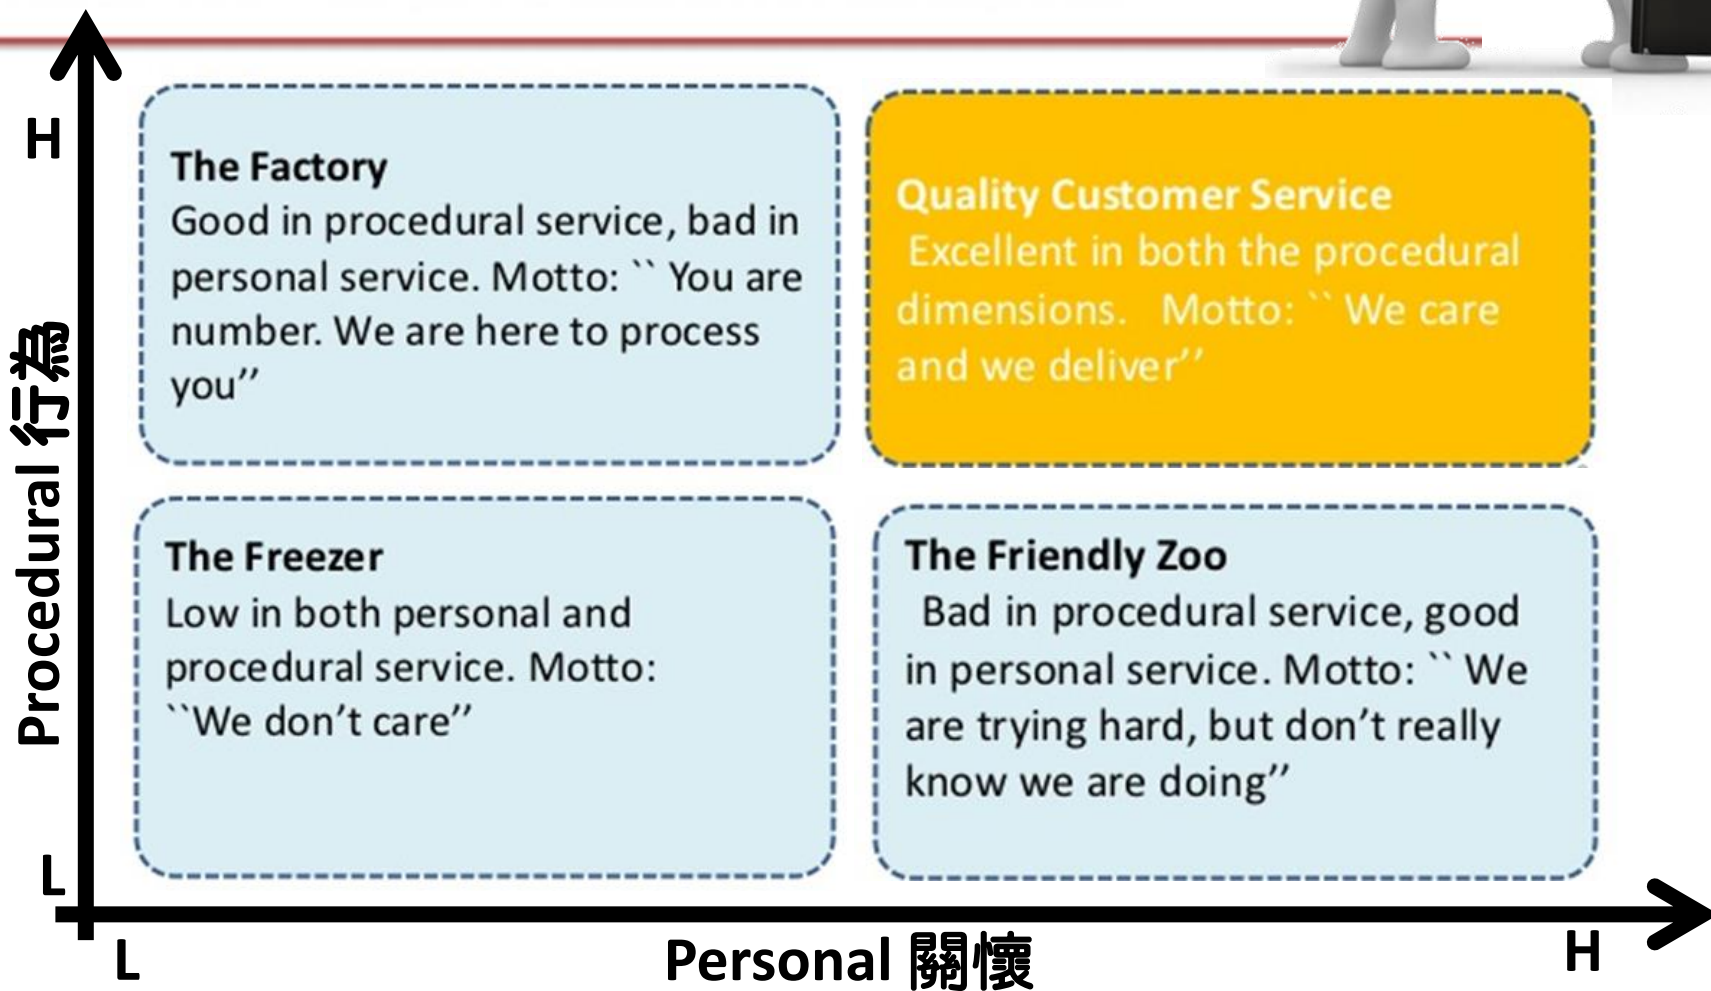 H
The Factory
Good in procedural service, bad in
personal service. Motto: `` You are
number. We are here to process
you’’
Quality Customer Service
Excellent in both the procedural
dimensions.   Motto: `` We care
and we deliver’’
Procedural 行為
The Freezer
Low in both personal and
procedural service. Motto:
``We don’t care’’
The Friendly Zoo
Bad in procedural service, good
in personal service. Motto: `` We
are trying hard, but don’t really
know we are doing’’
L
L
Personal 關懷
H